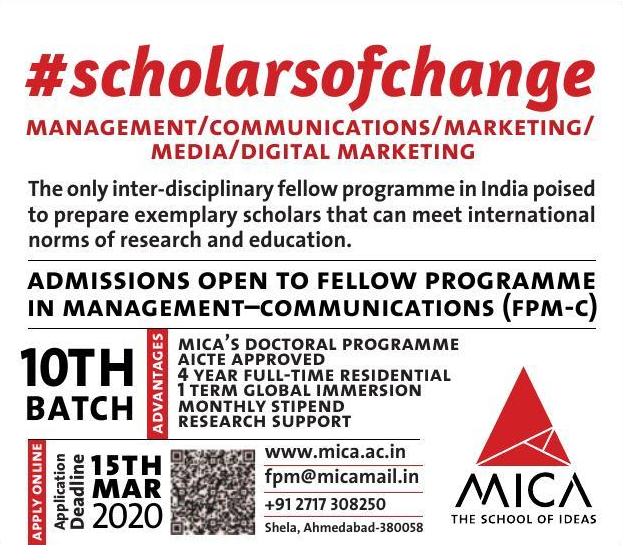 #scholarsofchange
MANAGEMENT/COMMUNICATIONS/MARKETING/
MEDIA/DIGITAL MARKETING
The only inter-disciplinary fellow programme in India poised
to prepare exemplary scholars that can meet international
norms of research and education.
ADMISSIONS OPEN TO FELLOW PROGRAMME
IN MANAGEMENT–COMMUNICATIONS (FPM-C)
10TH
BATCH
ADVANTAGES
MICA'S DOCTORAL PROGRAMME
AICTE APPROVED
4 YEAR FULL-TIME RESIDENTIAL
1 TERM GLOBAL IMMERSION
MONTHLY STIPEND
RESEARCH SUPPORT
APPLY ONLINE
Application
Deadline
15TH
MAR
2020
www.mica.ac.in
fpm@micamail.in
+91 2717 308250
Shela, Ahmedabad-380058
MICA
THE SCHOOL OF IDEAS